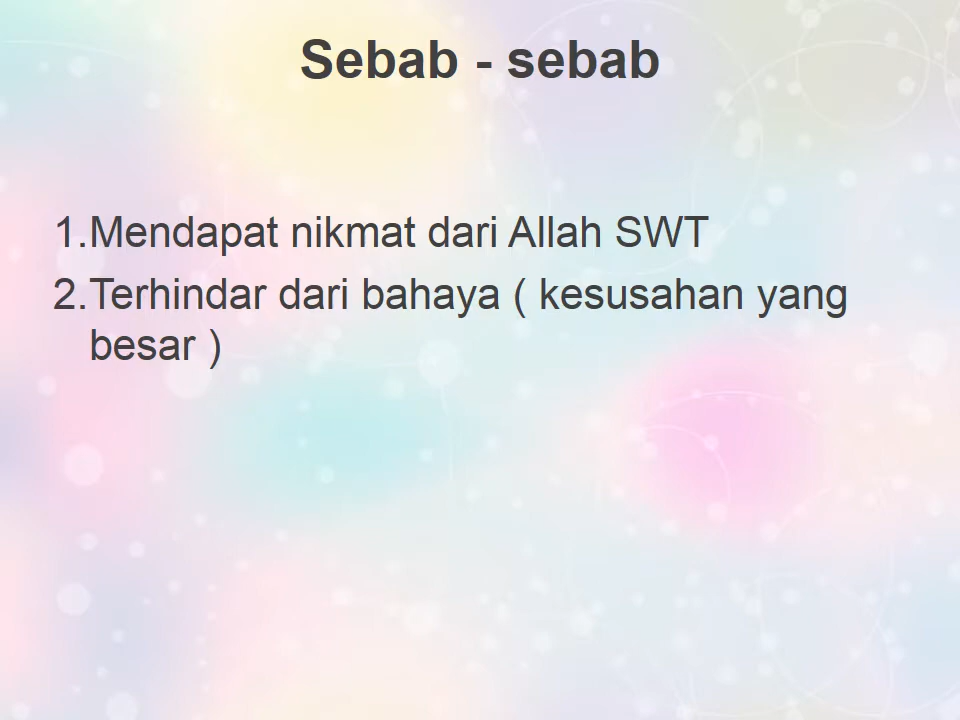 Sebab - sebab
1.Mendapat nikmat dari Allah SWT
2.Terhindar dari bahaya ( kesusahan yang
besar )